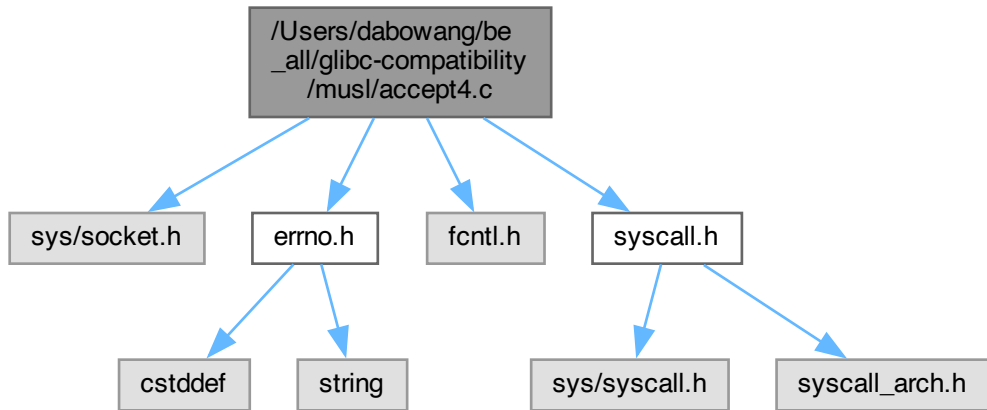 /Users/dabowang/be
_all/glibc-compatibility
/musl/accept4.c
sys/socket.h
errno.h
fcntl.h
syscall.h
cstddef
string
sys/syscall.h
syscall_arch.h